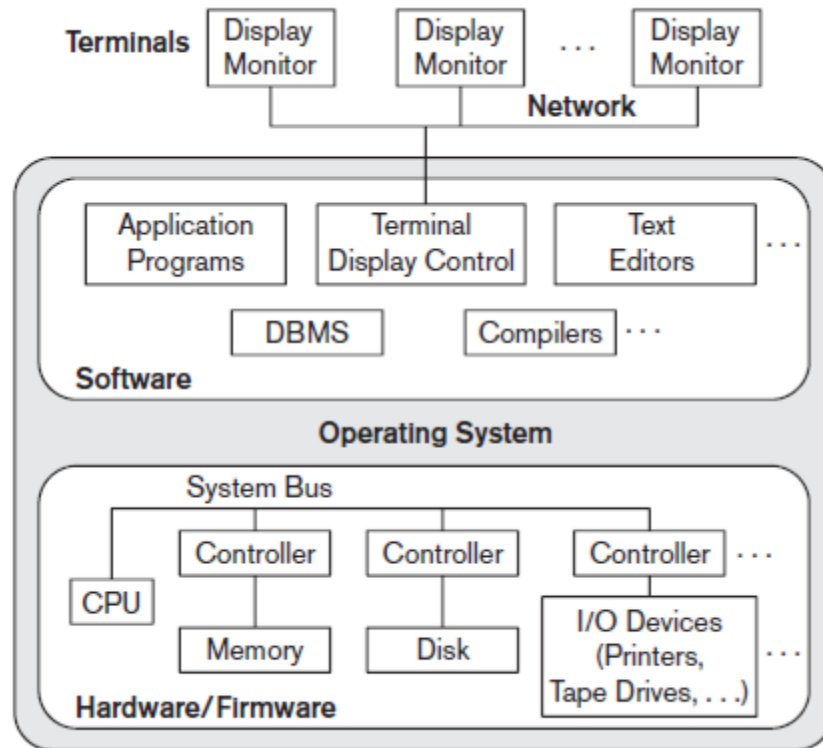 Terminals
Display
Monitor
Display
Monitor
. . .
Display
Monitor
Network
Application
Programs
Terminal
Display Control
Text
Editors
. . .
DBMS
Compilers
. . .
Software
Operating System
System Bus
Controller
Controller
Controller
. . .
CPU
Memory
Disk
I/O Devices
(Printers,
Tape Drives, . . .)
. . .
Hardware/Firmware